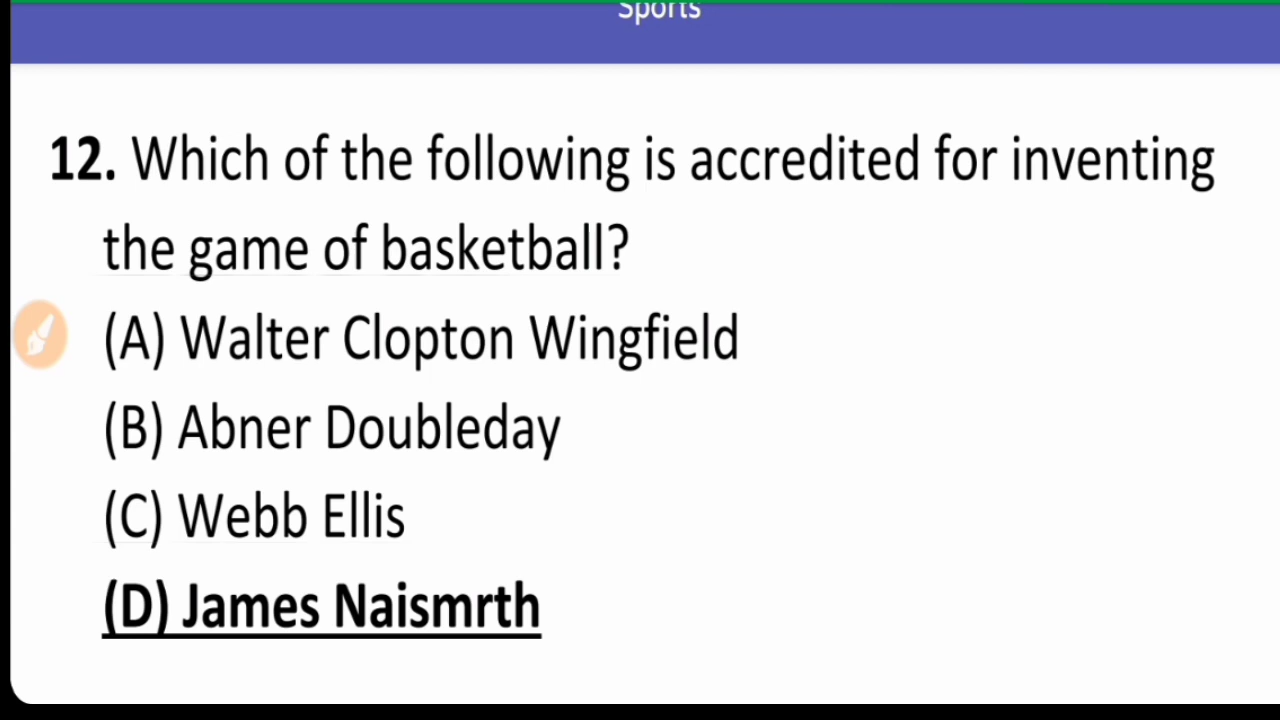 Sports
12. Which of the following is accredited for inventing
the game of basketball?
(A) Walter Clopton Wingfield
(B) Abner Doubleday
(C) Webb Ellis
(D) James Naismrth